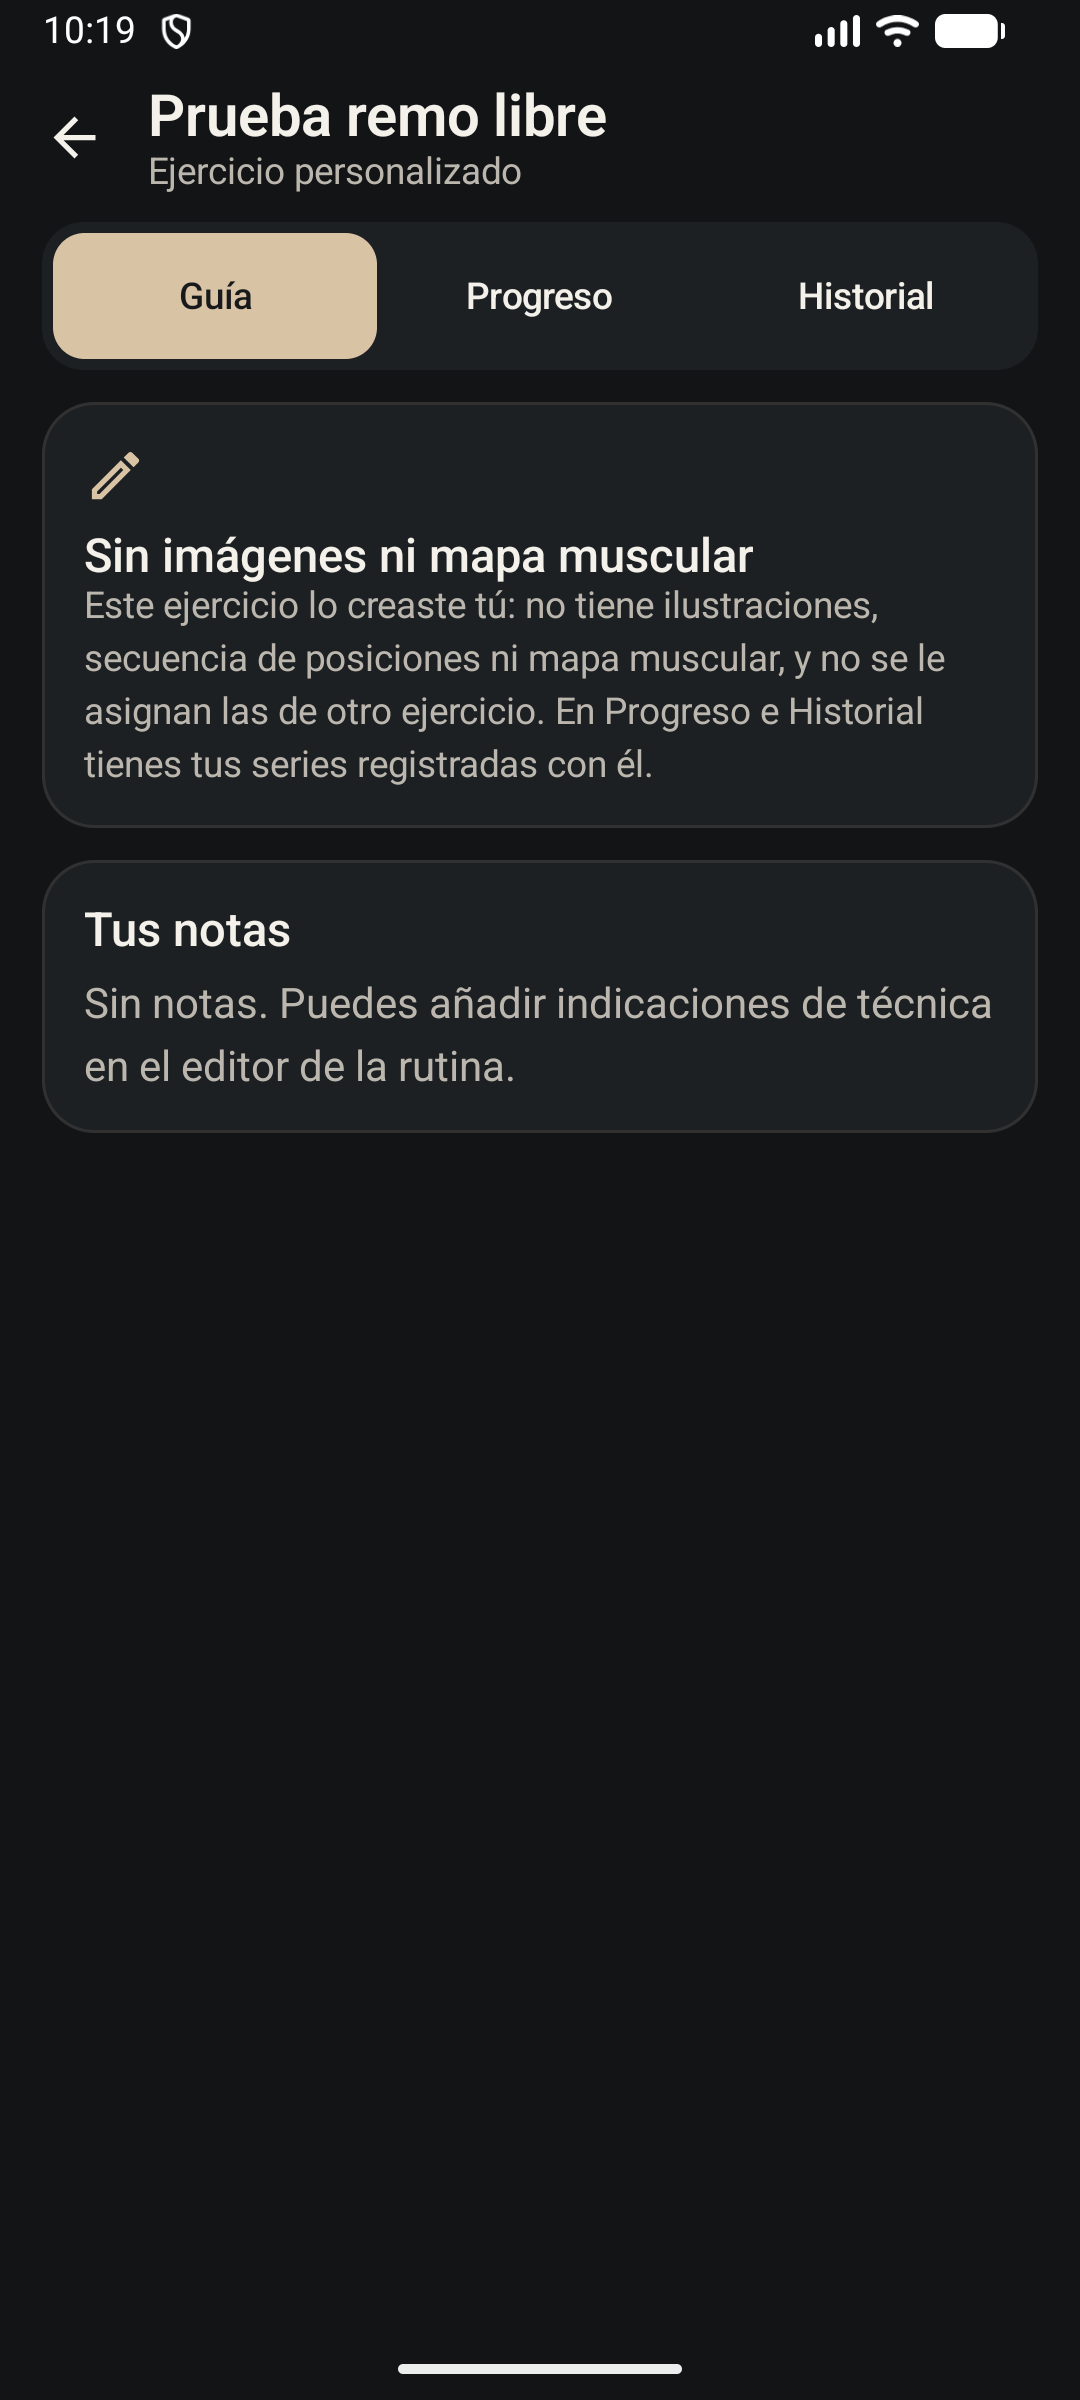 10:19
Prueba remo libre
Ejercicio personalizado
Guía
Progreso
Historial
Sin imágenes ni mapa muscular
Este ejercicio lo creaste tú: no tiene ilustraciones,
secuencia de posiciones ni mapa muscular, y no se le
asignan las de otro ejercicio. En Progreso e Historial
tienes tus series registradas con él.
Tus notas
Sin notas. Puedes añadir indicaciones de técnica
en el editor de la rutina.